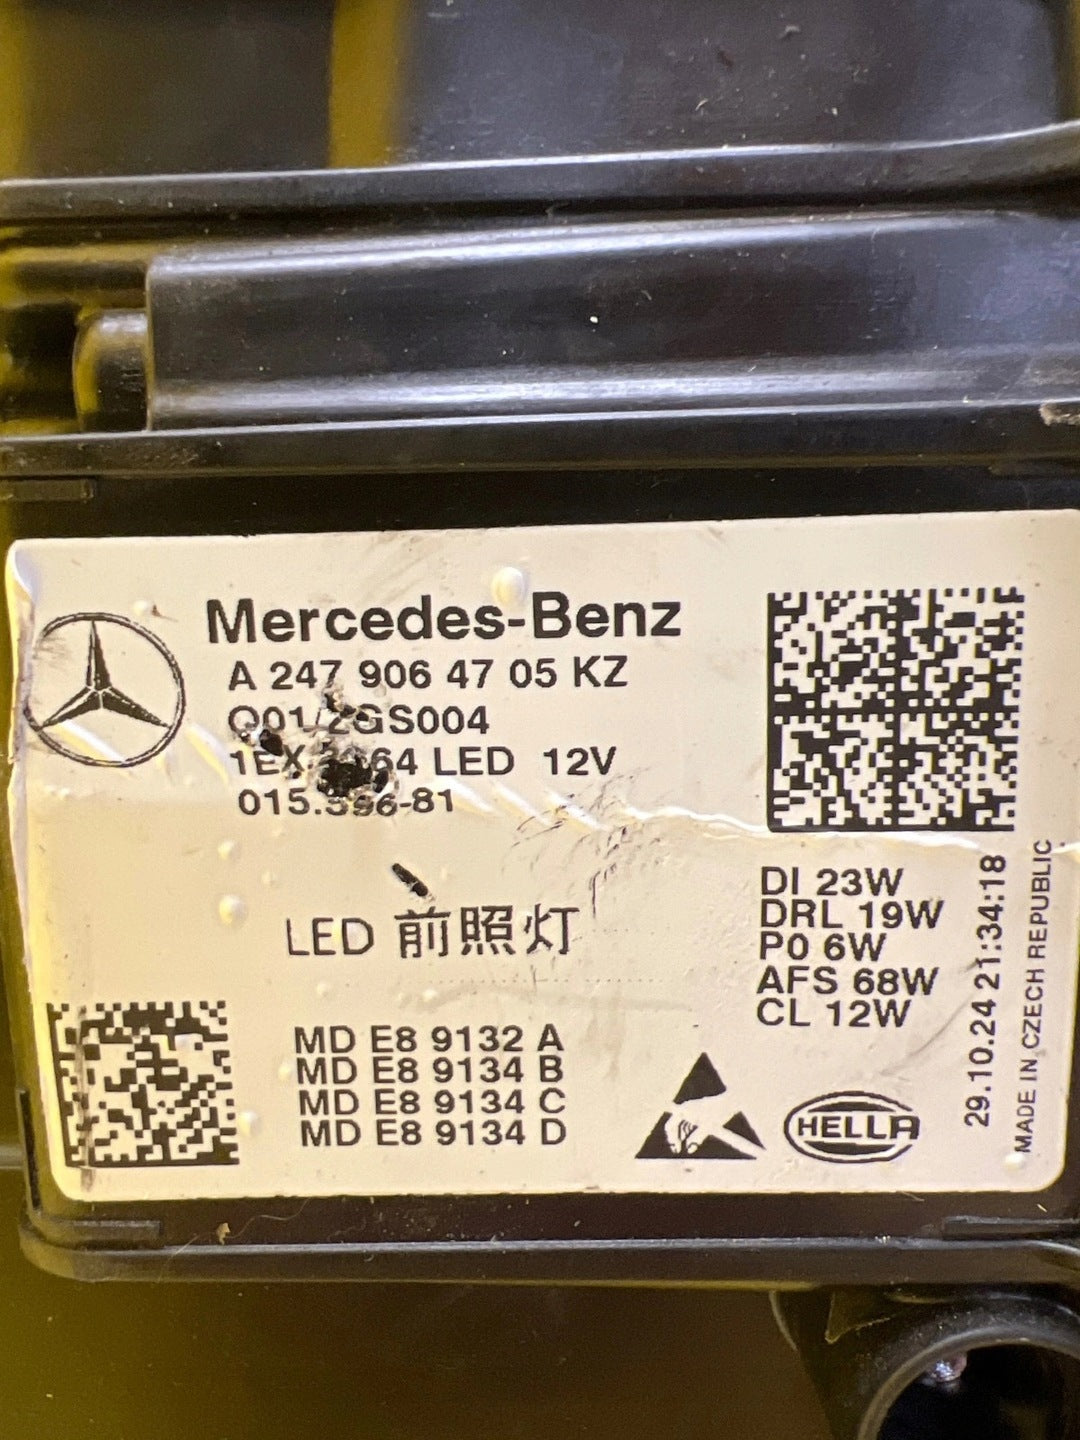 Mercedes-Benz
A 247 906 47 05 KZ
LED 12V
LED 前照灯
MD E8 9132 A
MD E8 9134 B
MD E8 9134 C
MD E8 9134 D
DI 23W
DRL 19W
P0 6W
AFS 68W
CL 12W
HELLA
29.10.24 21:34:18
MADE IN CZECH REPUBLIC